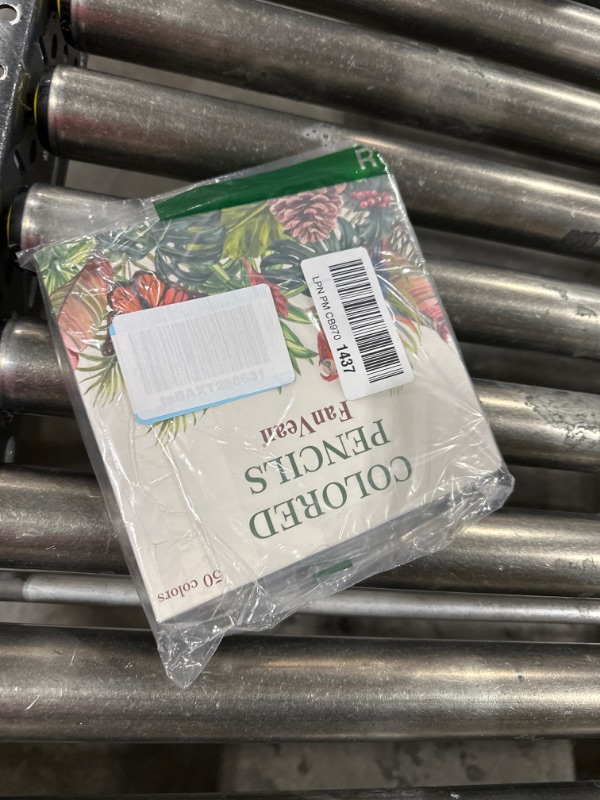 COLORED
PENCILS
FanVean
50 colors
LPN PM CB970 1437
R